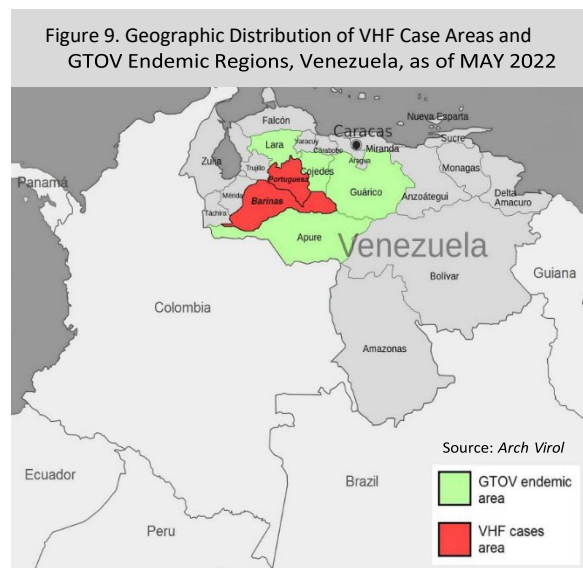 Figure 9. Geographic Distribution of VHF Case Areas and
GTOV Endemic Regions, Venezuela, as of MAY 2022
Nueva Esparta
Falcón
Caracas
Sucre
Lara
Yaracuy
Carabobo
Miranda
Zulia
Aragua
Trujillo
Cojedes
Monagas
Panamá
Portuguesa
Guárico
Anzoátegui
Delta
Amacuro
Mérida
Barinas
Táchira
Apure
Venezuela
Bolívar
Guiana
Colombia
Amazonas
Source: Arch Virol
Ecuador
Brazil
GTOV endemic
area
Peru
VHF cases
area